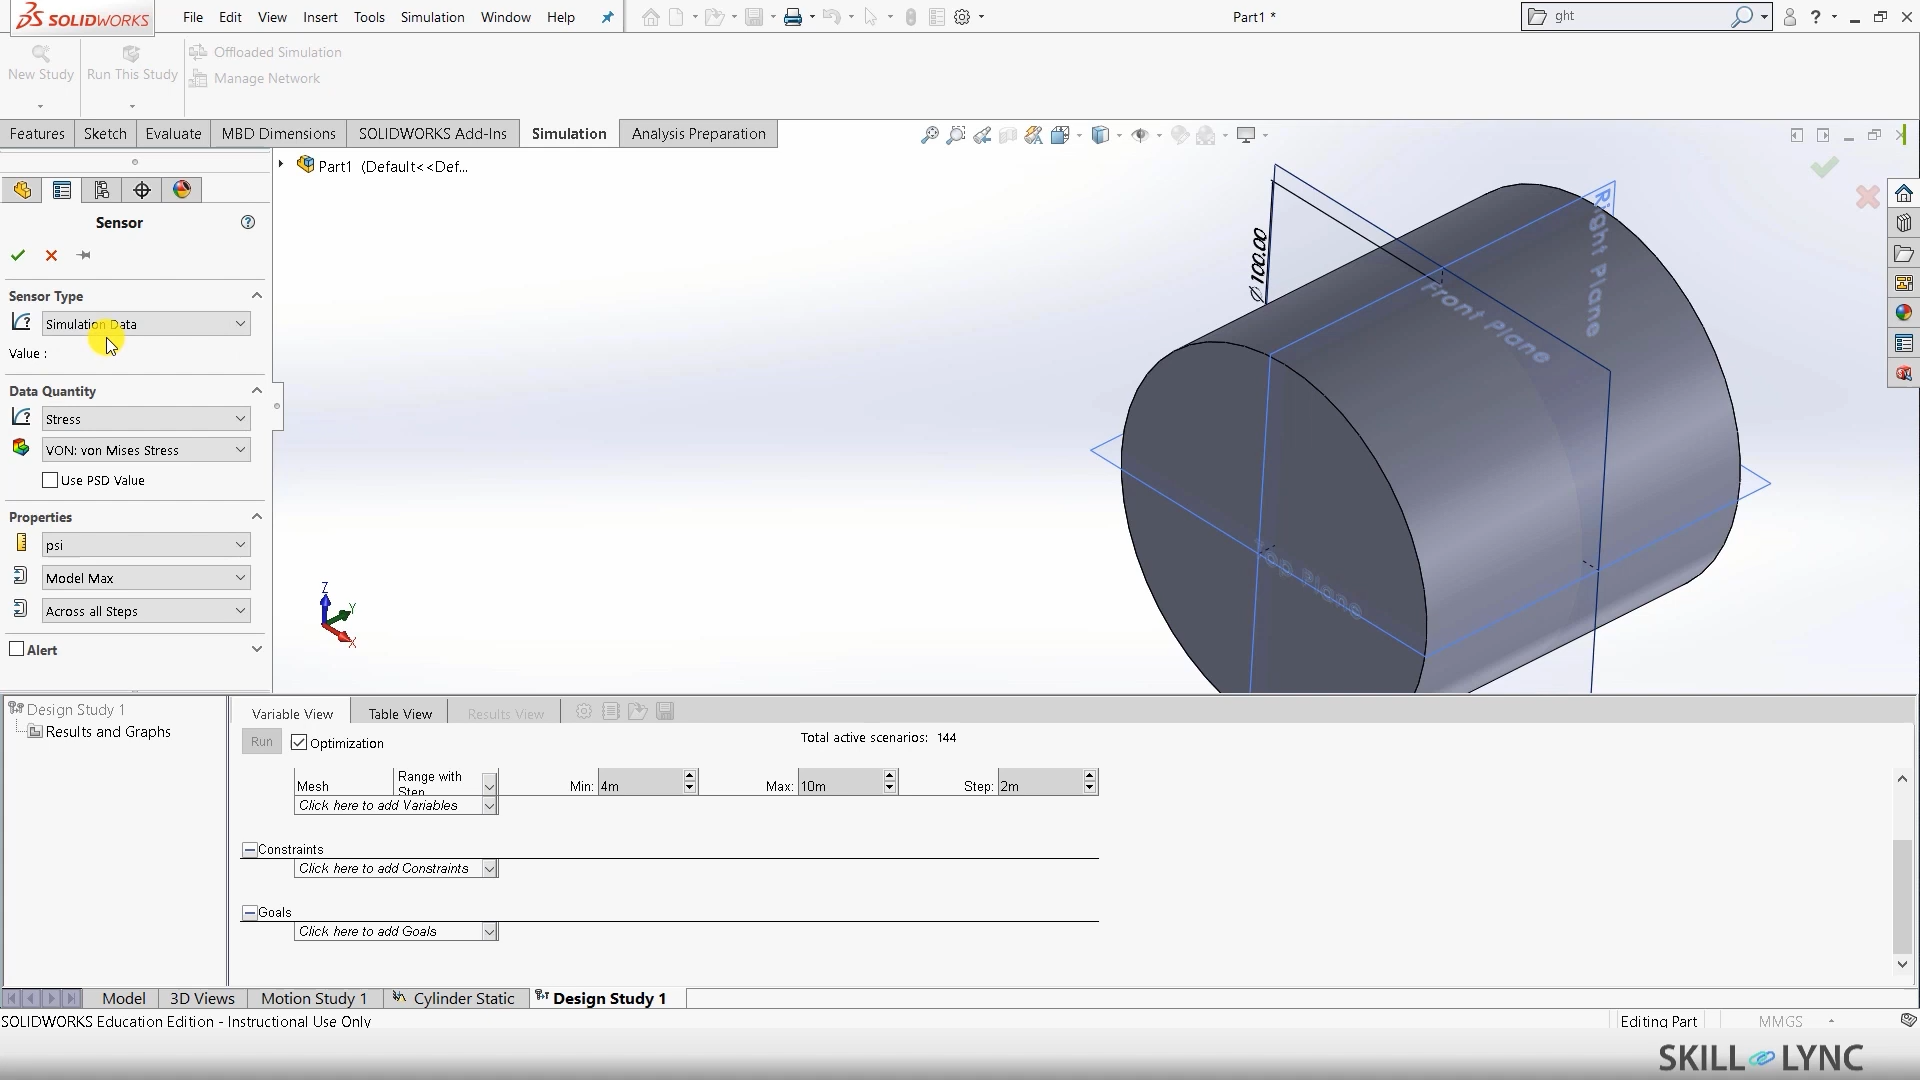 SOLIDWORKS File Edit View Insert Tools Simulation Window Help Part1 * ght ?
New Study Run This Study Offloaded Simulation
Manage Network
Features Sketch Evaluate MBD Dimensions SOLIDWORKS Add-Ins Simulation Analysis Preparation
Part1 (Default<<Def...
Sensor ?
Sensor Type
Simulation Data
Value :
Data Quantity
Stress
VON: von Mises Stress
Use PSD Value
Properties
psi
Model Max
Across all Steps
Alert
∅100.00
Front Plane
Right Plane
Top Plane
Z
Y
X
Design Study 1
Results and Graphs
Variable View Table View Results View
Run Optimization Total active scenarios: 144
Mesh Range with Step Min: 4m Max: 10m Step: 2m
Click here to add Variables
Constraints
Click here to add Constraints
Goals
Click here to add Goals
Model 3D Views Motion Study 1 Cylinder Static Design Study 1
SOLIDWORKS Education Edition - Instructional Use Only Editing Part MMGS
SKILL LYNC